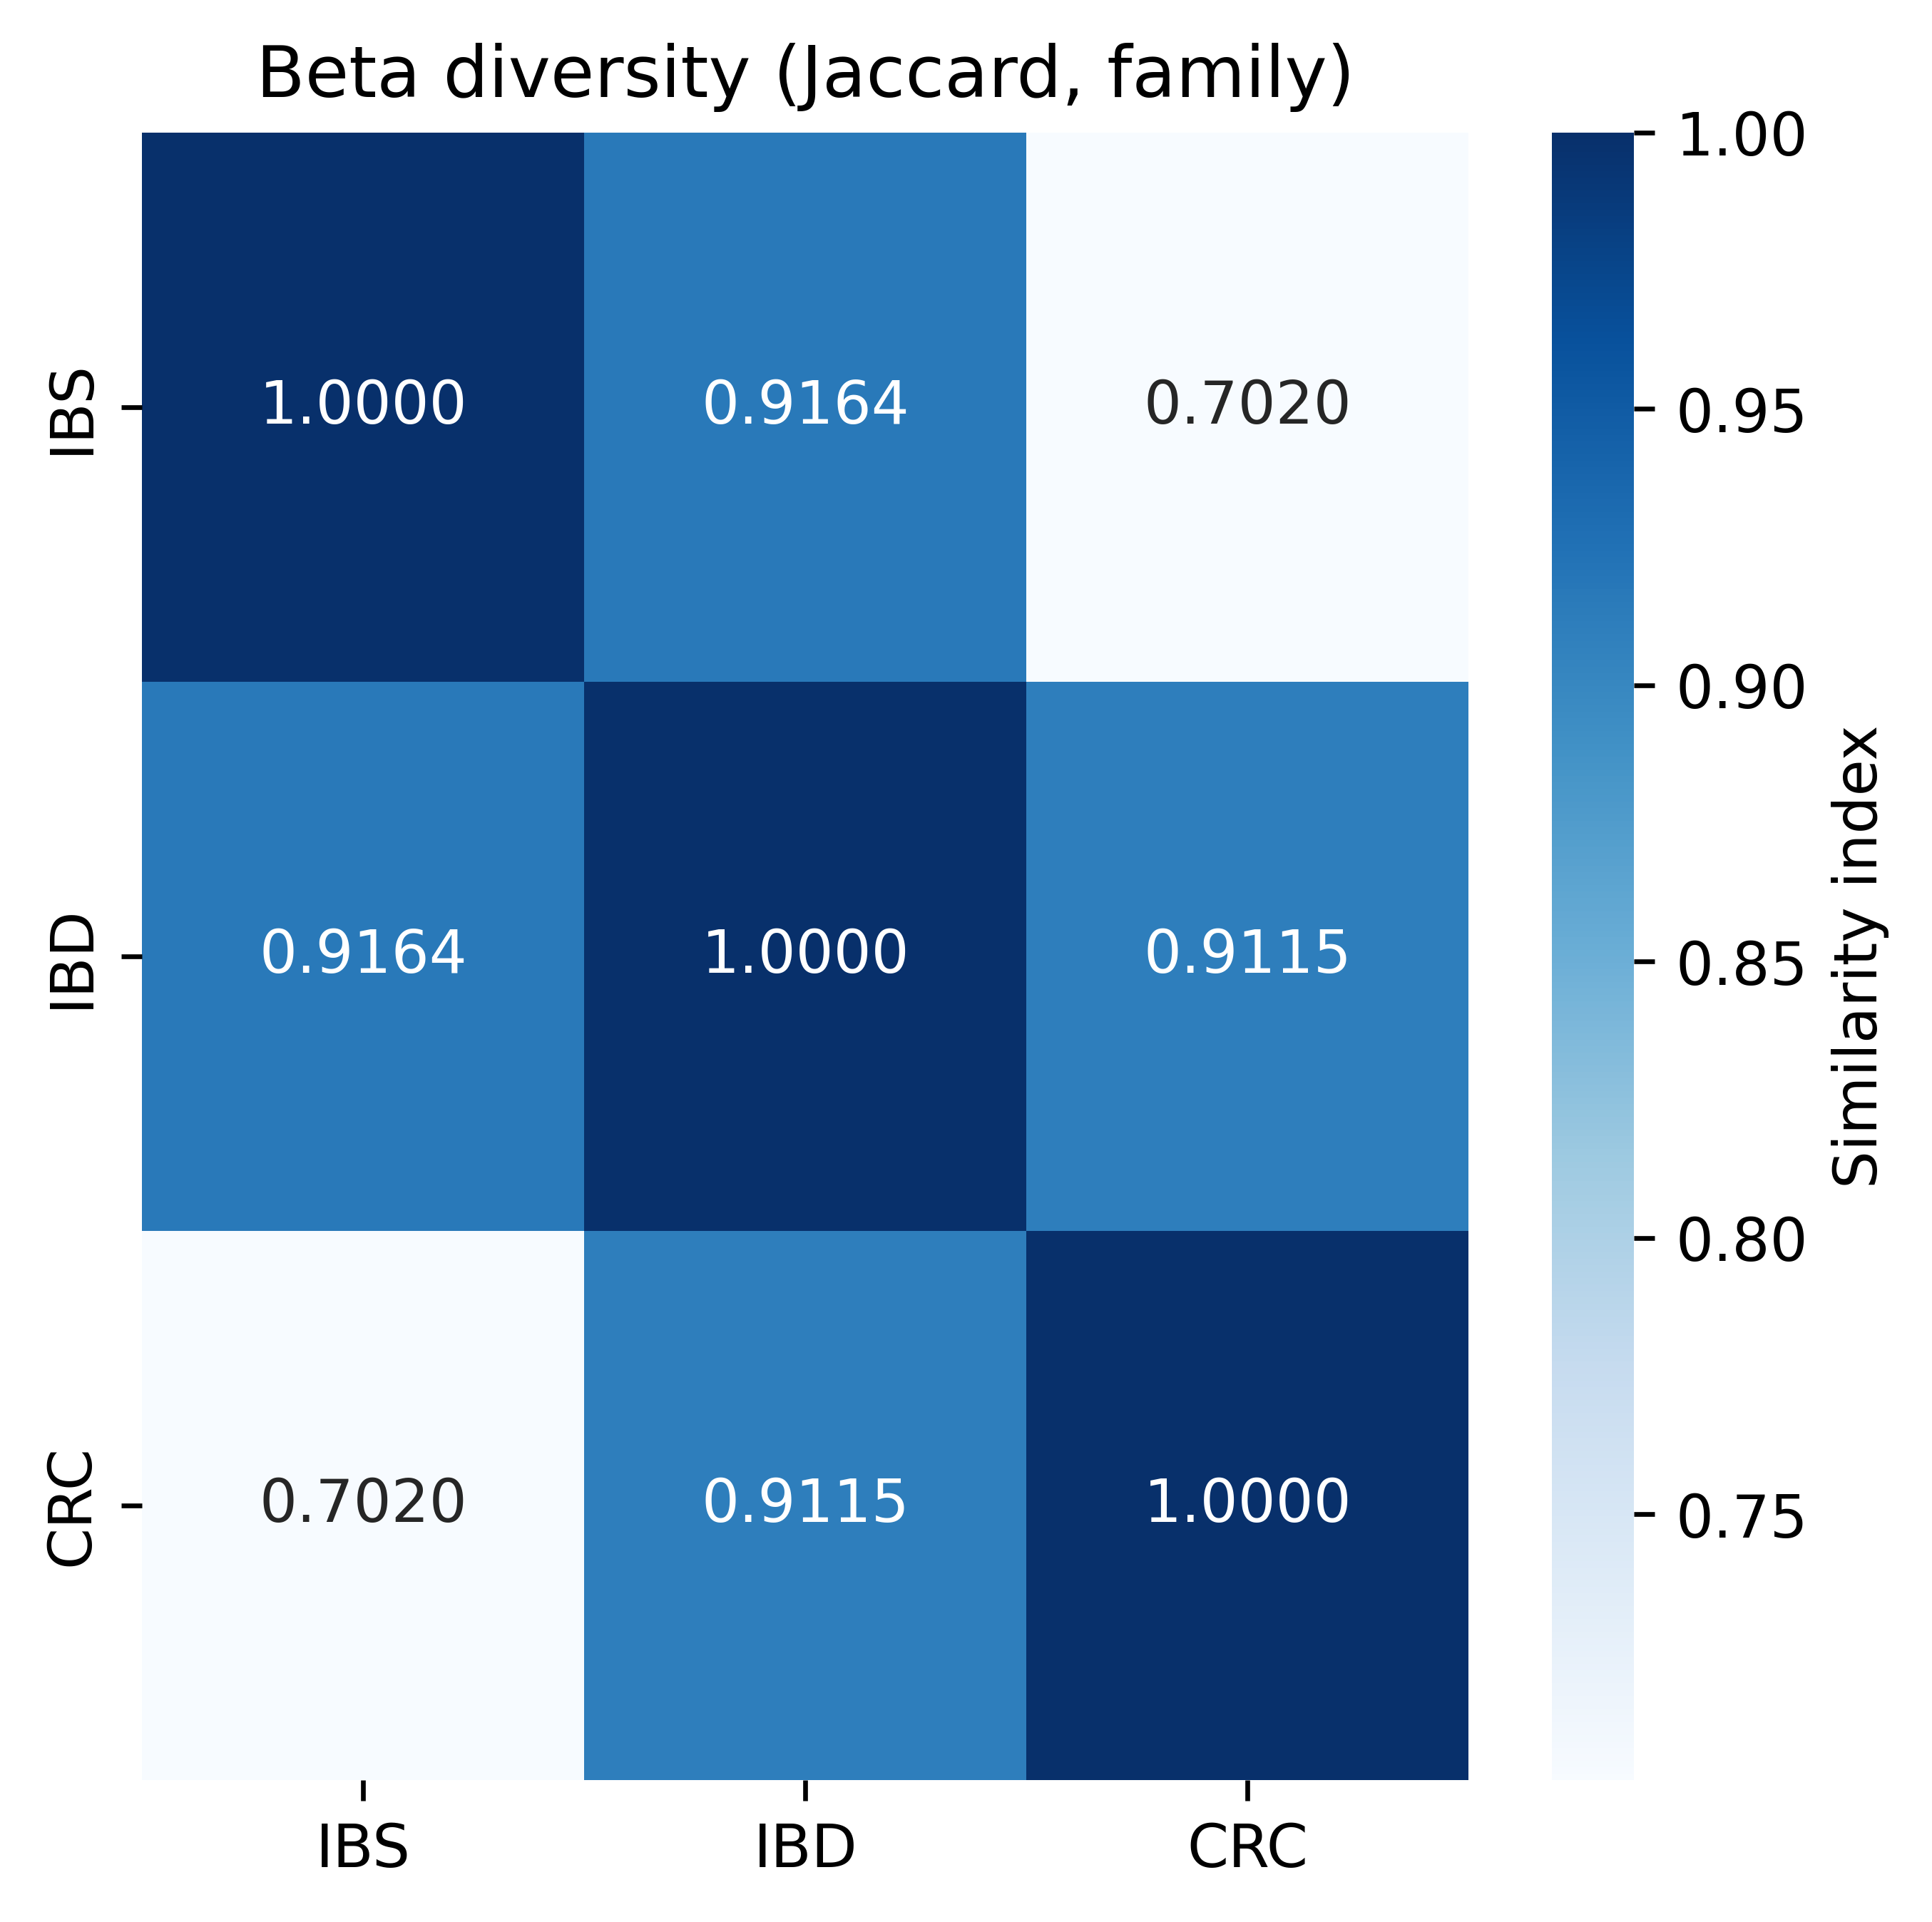 Beta diversity (Jaccard, family)
IBS
1.0000 0.9164 0.7020
IBD
0.9164 1.0000 0.9115
CRC
0.7020 0.9115 1.0000
IBS IBD CRC
1.00
0.95
0.90
0.85
0.80
0.75
Similarity index